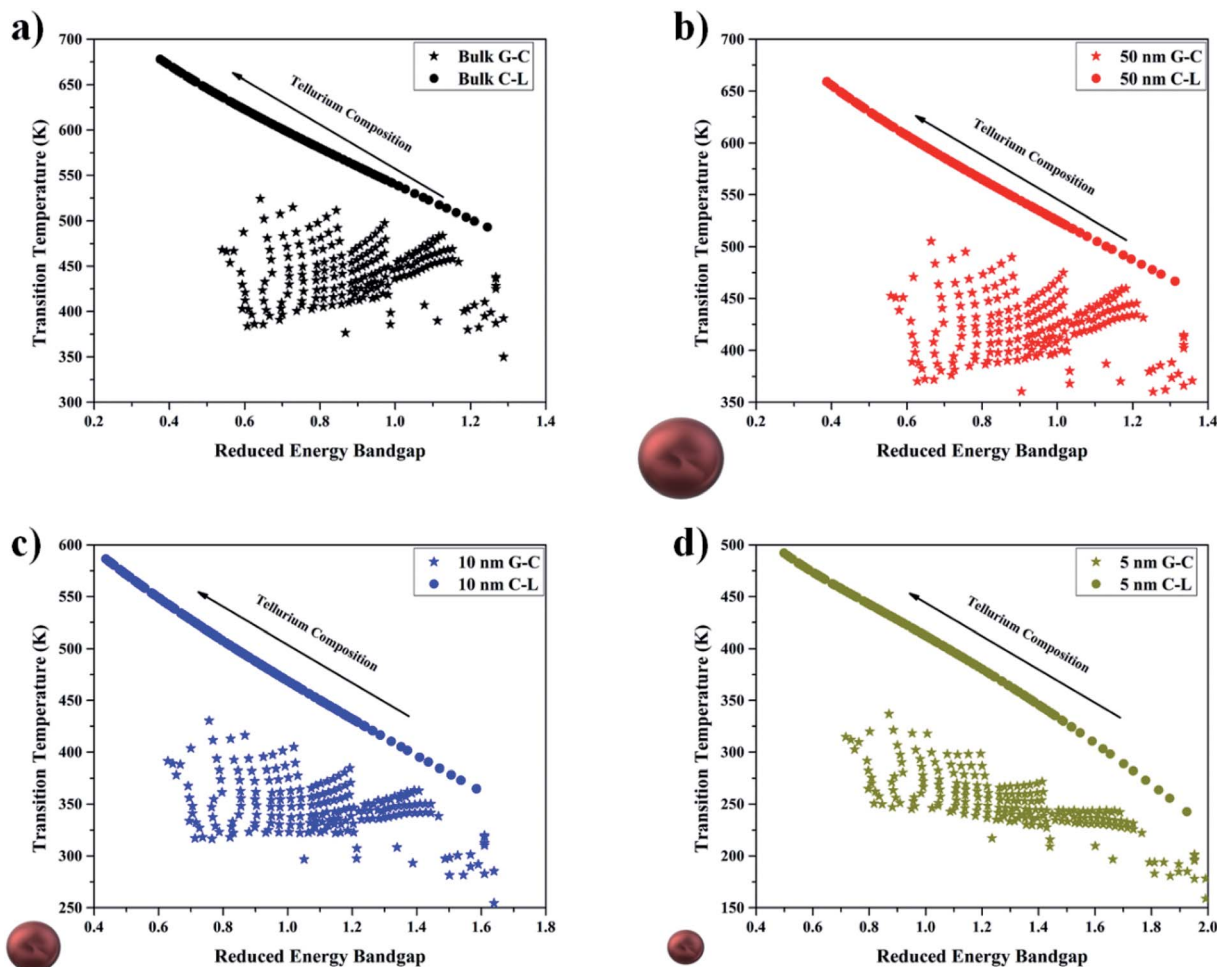 a)
700
650
600
550
500
450
400
350
300
Transition Temperature (K)
Bulk G-C
Bulk C-L
Tellurium Composition
0.2 0.4 0.6 0.8 1.0 1.2 1.4
Reduced Energy Bandgap
b)
700
650
600
550
500
450
400
350
Transition Temperature (K)
50 nm G-C
50 nm C-L
Tellurium Composition
0.2 0.4 0.6 0.8 1.0 1.2 1.4
Reduced Energy Bandgap
c)
600
550
500
450
400
350
300
250
Transition Temperature (K)
10 nm G-C
10 nm C-L
Tellurium Composition
0.4 0.6 0.8 1.0 1.2 1.4 1.6 1.8
Reduced Energy Bandgap
d)
500
450
400
350
300
250
200
150
Transition Temperature (K)
5 nm G-C
5 nm C-L
Tellurium Composition
0.4 0.6 0.8 1.0 1.2 1.4 1.6 1.8 2.0
Reduced Energy Bandgap